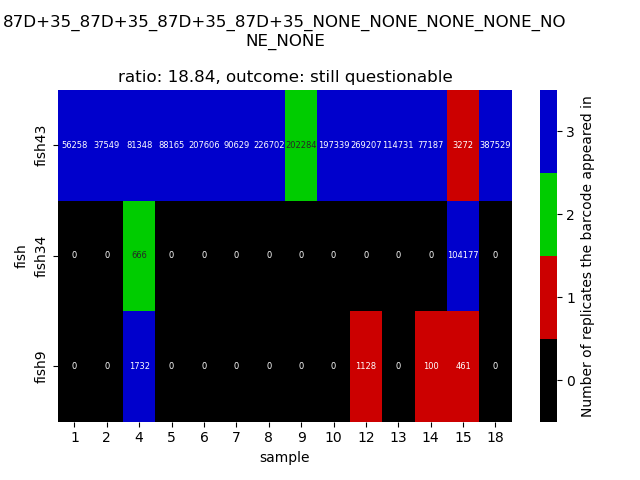 87D+35_87D+35_87D+35_87D+35_NONE_NONE_NONE_NONE_NO
NE_NONE
ratio: 18.84, outcome: still questionable
fish43
56258 37549 81348 88165 207606 90629 226702 202284 197339 269207 114731 77187 3272 387529
fish34
0 0 666 0 0 0 0 0 0 0 0 0 104177 0
fish9
0 0 1732 0 0 0 0 0 0 1128 0 100 461 0
fish
1 2 4 5 6 7 8 9 10 12 13 14 15 18
sample
3
2
1
0
Number of replicates the barcode appeared in